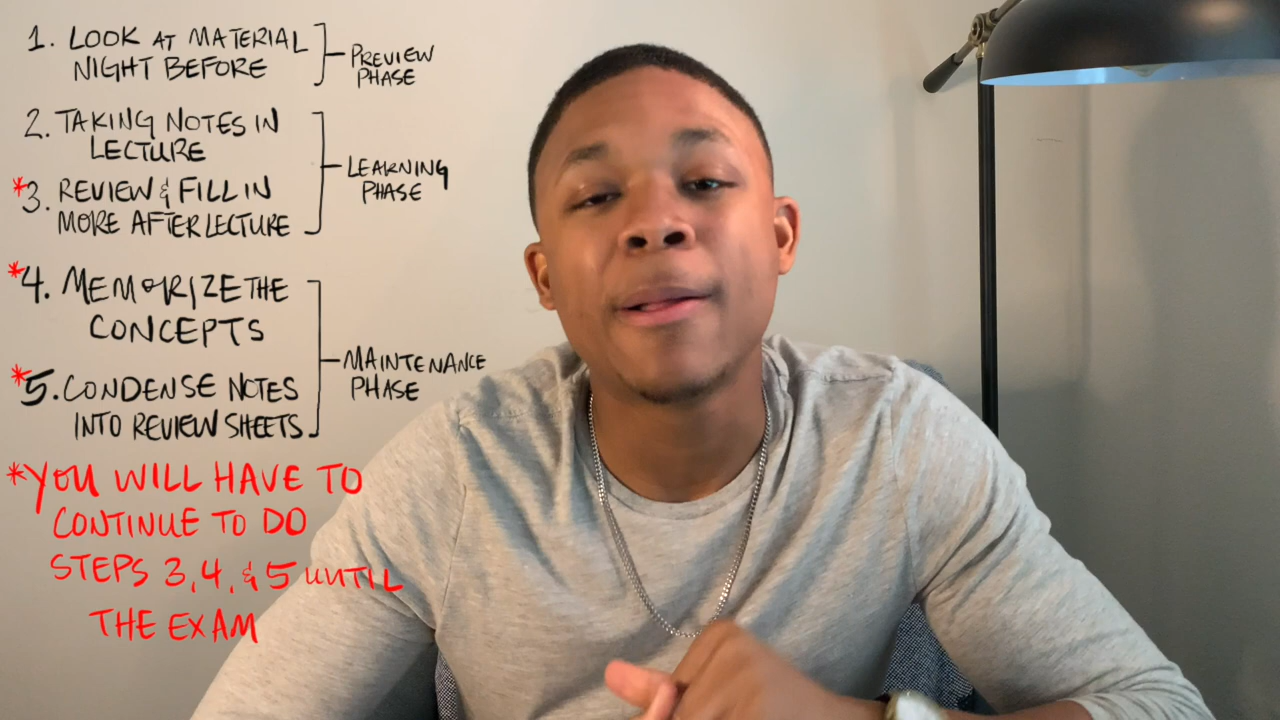 1. LOOK AT MATERIAL
NIGHT BEFORE
PREVIEW
PHASE
2. TAKING NOTES IN
LECTURE
*3. REVIEW & FILL IN
MORE AFTER LECTURE
LEARNING
PHASE
*4. MEMORIZE THE
CONCEPTS
*5. CONDENSE NOTES
INTO REVIEW SHEETS
MAINTENANCE
PHASE
*YOU WILL HAVE TO
CONTINUE TO DO
STEPS 3, 4, & 5 UNTIL
THE EXAM